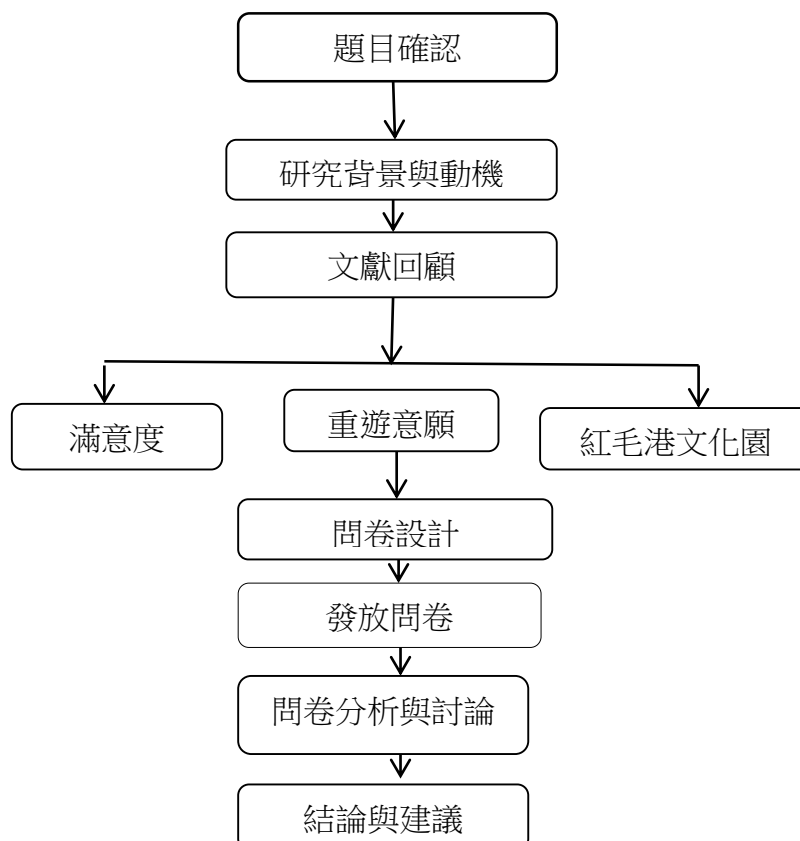 題目確認
研究背景與動機
文獻回顧
滿意度
重遊意願
紅毛港文化園
問卷設計
發放問卷
問卷分析與討論
結論與建議